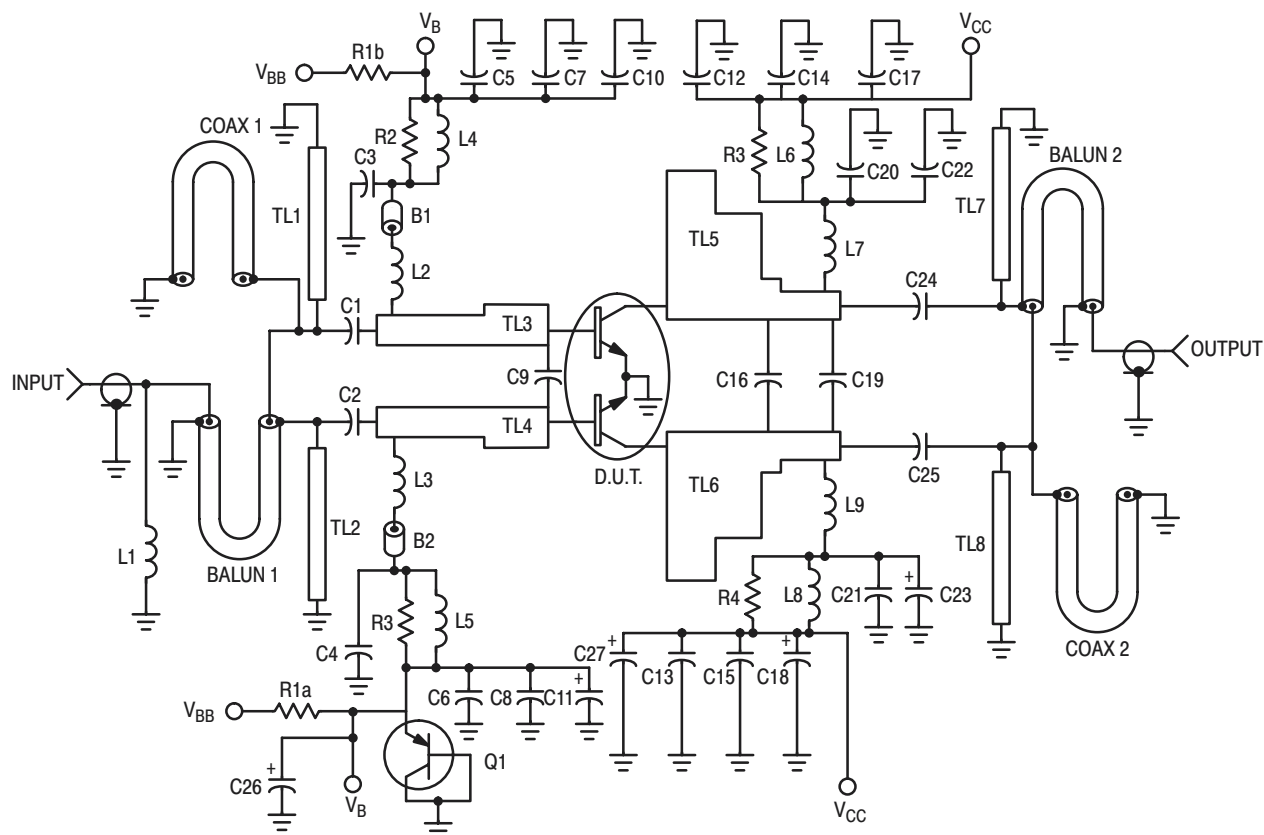 V_B
V_CC
R1b
V_BB
C5
C7
C10
C12
C14
C17
COAX 1
R2
L4
R3
L6
C20
C22
BALUN 2
C3
TL1
B1
TL5
TL7
L7
L2
C24
C1
TL3
INPUT
C9
C16
C19
OUTPUT
C2
TL4
C25
D.U.T.
L3
TL6
L9
TL2
B2
TL8
L1
BALUN 1
R3
L5
R4
L8
C21
+
C23
C4
+
C27
C13
C15
+
C18
COAX 2
R1a
V_BB
C6
C8
+
C11
Q1
+
C26
V_B
V_CC